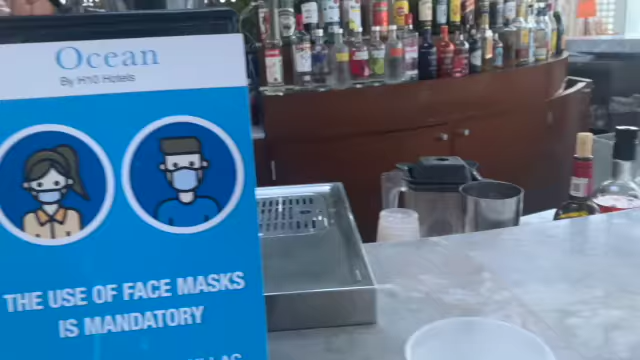 Ocean
By H10 Hotels
THE USE OF FACE MASKS
IS MANDATORY